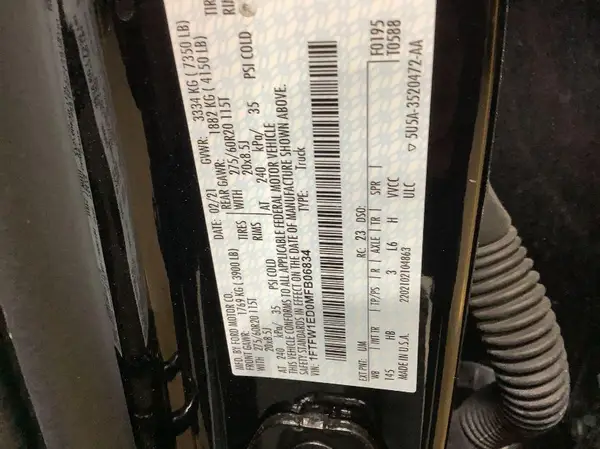 MFD. BY FORD MOTOR CO.
DATE: 02/21 GVWR: 3334 KG ( 7350 LB)
FRONT GAWR: 1769 KG ( 3900 LB) REAR GAWR: 1882 KG ( 4150 LB)
WITH 275/60R20 115T TIRES WITH 275/60R20 115T TIR
20x8.5J RIMS 20x8.5J RIM
AT 240 kPa/ 35 PSI COLD AT 240 kPa/ 35 PSI COLD
THIS VEHICLE CONFORMS TO ALL APPLICABLE FEDERAL MOTOR VEHICLE
SAFETY STANDARDS IN EFFECT ON THE DATE OF MANUFACTURE SHOWN ABOVE.
VIN: 1FTFW1ED0MFB06834 TYPE: Truck
F0195
T0588
EXT PNT: UM RC: 23 DSO:
WB INT TR TP/PS R AXLE TR SPR
145 HB 3 L6 H VVCC
2202102104863 ULC
MADE IN U.S.A. 5U5A-3520472-AA